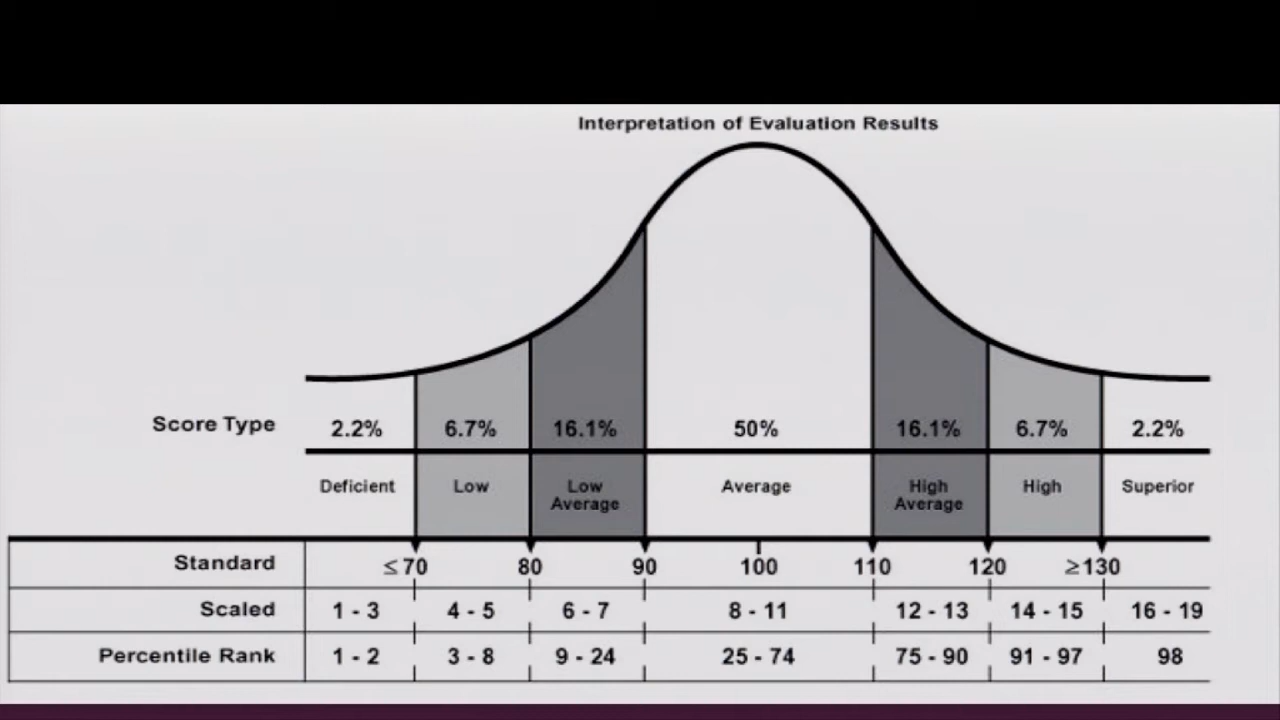 Interpretation of Evaluation Results
Score Type 2.2% 6.7% 16.1% 50% 16.1% 6.7% 2.2%
Deficient Low Low Average Average High Average High Superior
Standard ≤70 80 90 100 110 120 ≥130
Scaled 1 - 3 4 - 5 6 - 7 8 - 11 12 - 13 14 - 15 16 - 19
Percentile Rank 1 - 2 3 - 8 9 - 24 25 - 74 75 - 90 91 - 97 98